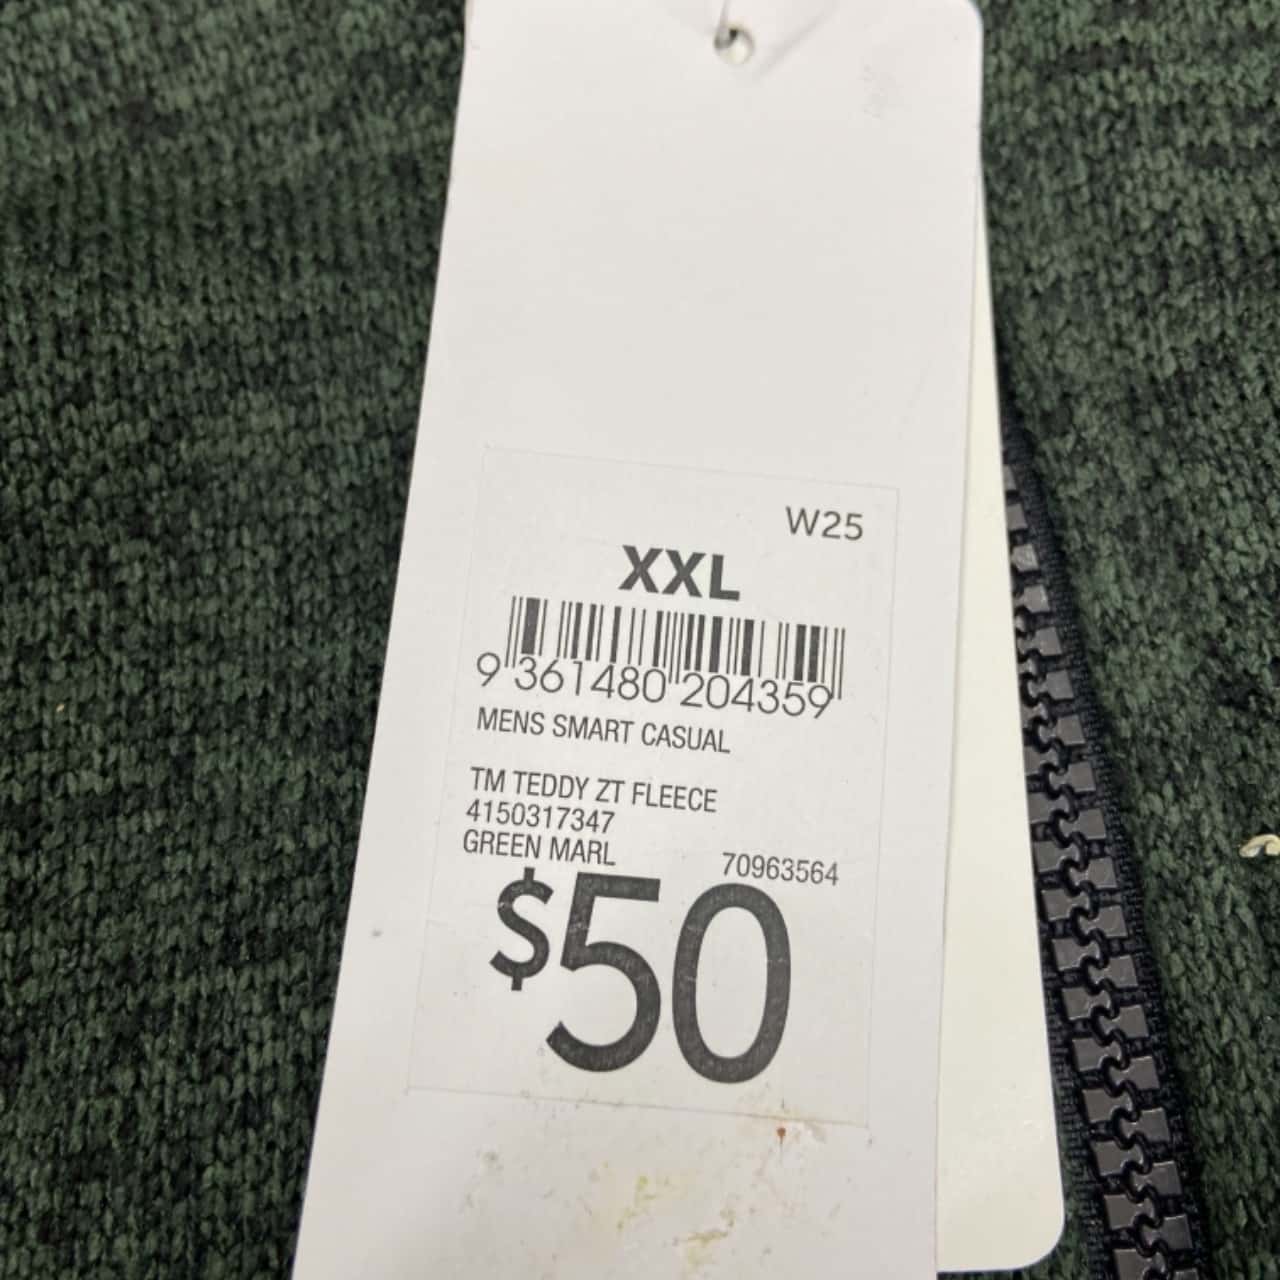 W25
XXL
9 361480 204359
MENS SMART CASUAL
TM TEDDY ZT FLEECE
4150317347
GREEN MARL 70963564
$50